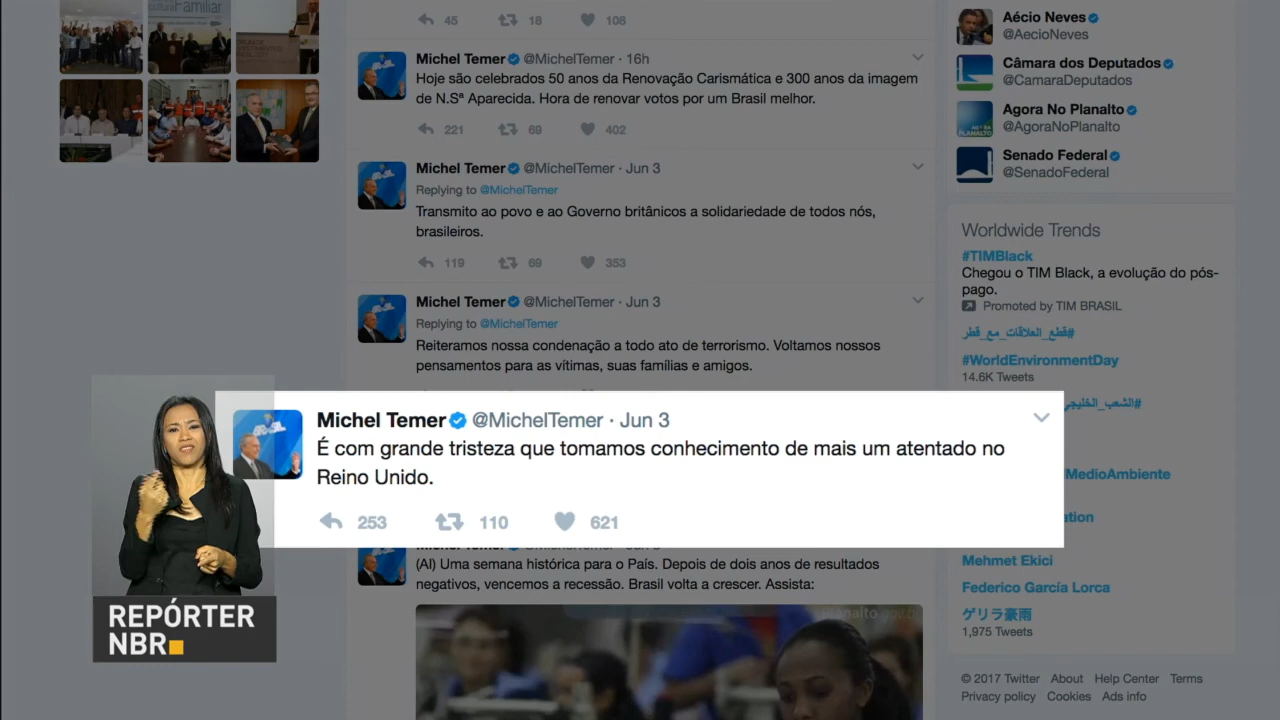 Familiar
45 18 108
Michel Temer @MichelTemer · 16h
Hoje são celebrados 50 anos da Renovação Carismática e 300 anos da imagem
de N.Sª Aparecida. Hora de renovar votos por um Brasil melhor.
221 69 402
Michel Temer @MichelTemer · Jun 3
Replying to @MichelTemer
Transmito ao povo e ao Governo britânicos a solidariedade de todos nós,
brasileiros.
119 69 353
Michel Temer @MichelTemer · Jun 3
Replying to @MichelTemer
Reiteramos nossa condenação a todo ato de terrorismo. Voltamos nossos
pensamentos para as vítimas, suas famílias e amigos.
Michel Temer @MichelTemer · Jun 3
É com grande tristeza que tomamos conhecimento de mais um atentado no
Reino Unido.
253 110 621
Michel Temer @MichelTemer · Jun 3
(AI) Uma semana histórica para o País. Depois de dois anos de resultados
negativos, vencemos a recessão. Brasil volta a crescer. Assista:
REPÓRTER
NBR
Aécio Neves
@AecioNeves
Câmara dos Deputados
@CamaraDeputados
Agora No Planalto
@AgoraNoPlanalto
Senado Federal
@SenadoFederal
Worldwide Trends
#TIMBlack
Chegou o TIM Black, a evolução do pós-
pago.
Promoted by TIM BRASIL
#قطع_العلاقات_مع_قطر
#WorldEnvironmentDay
14.6K Tweets
MedioAmbiente
Mehmet Ekici
Federico García Lorca
ゲリラ豪雨
1,975 Tweets
© 2017 Twitter About Help Center Terms
Privacy policy Cookies Ads info